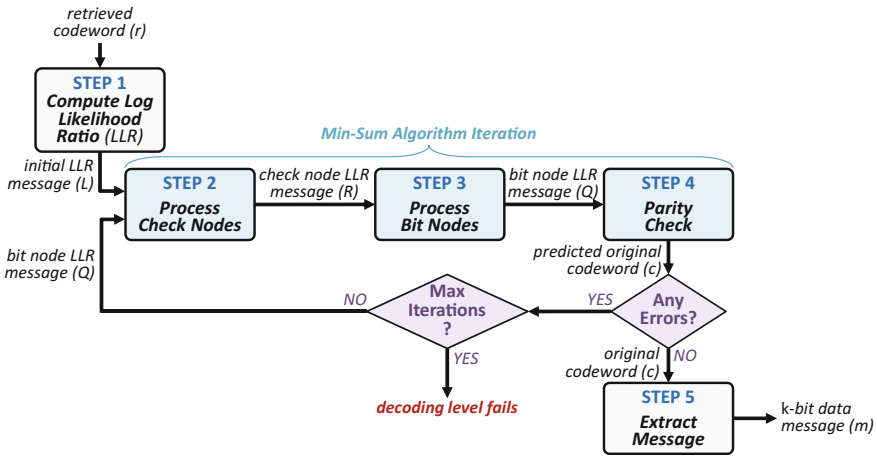 retrieved
codeword (r)
STEP 1
Compute Log
Likelihood
Ratio (LLR)
Min-Sum Algorithm Iteration
initial LLR
message (L)
STEP 2
Process
Check Nodes
check node LLR
message (R)
STEP 3
Process
Bit Nodes
bit node LLR
message (Q)
STEP 4
Parity
Check
bit node LLR
message (Q)
predicted original
codeword (c)
NO
Max
Iterations
?
YES
Any
Errors?
YES
decoding level fails
original
codeword (c)
NO
STEP 5
Extract
Message
k-bit data
message (m)